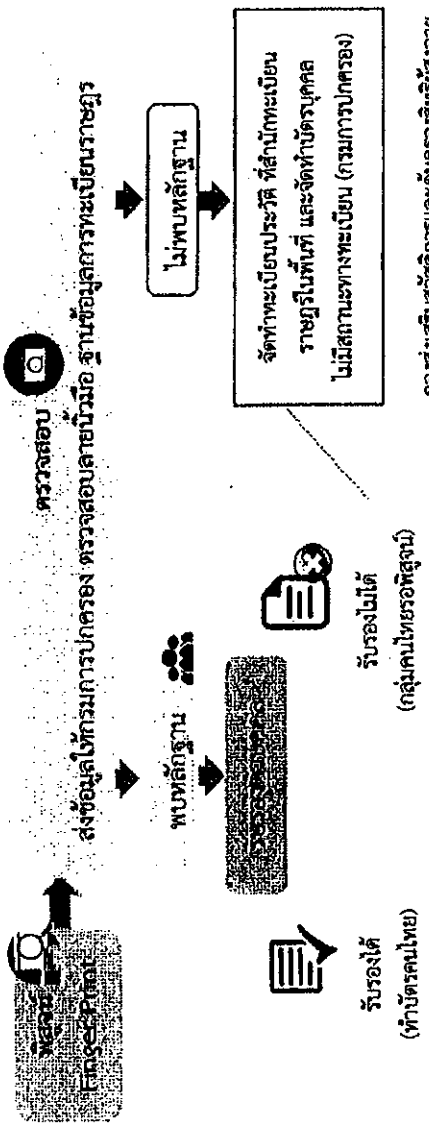 พิสูจน์
Finger Print
ตรวจสอบ
ส่งข้อมูลให้กรมการปกครอง ตรวจสอบลายนิ้วมือ ฐานข้อมูลการทะเบียนราษฎร
พบหลักฐาน
ไม่พบหลักฐาน
รับรองได้
(ทำบัตรคนไทย)
รับรองไม่ได้
(กลุ่มคนไทยรอพิสูจน์)
จัดทำทะเบียนประวัติ ที่สำนักทะเบียน
ราษฎรในพื้นที่ และจัดทำบัตรบุคคล
ไม่มีสถานะทางทะเบียน (กรมการปกครอง)